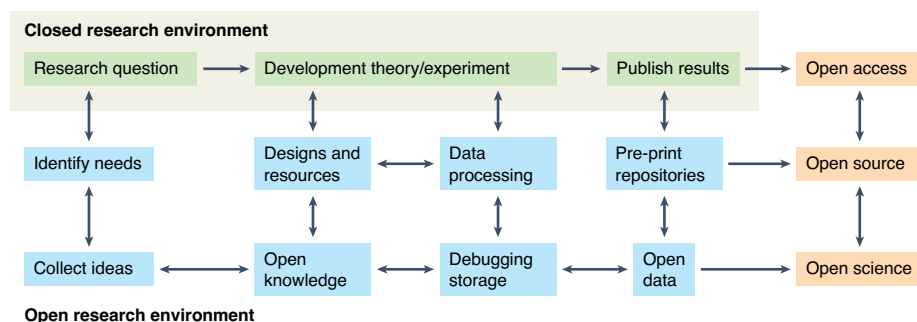 Closed research environment
Research question
Development theory/experiment
Publish results
Open access
Identify needs
Designs and
resources
Data
processing
Pre-print
repositories
Open source
Collect ideas
Open
knowledge
Debugging
storage
Open
data
Open science
Open research environment